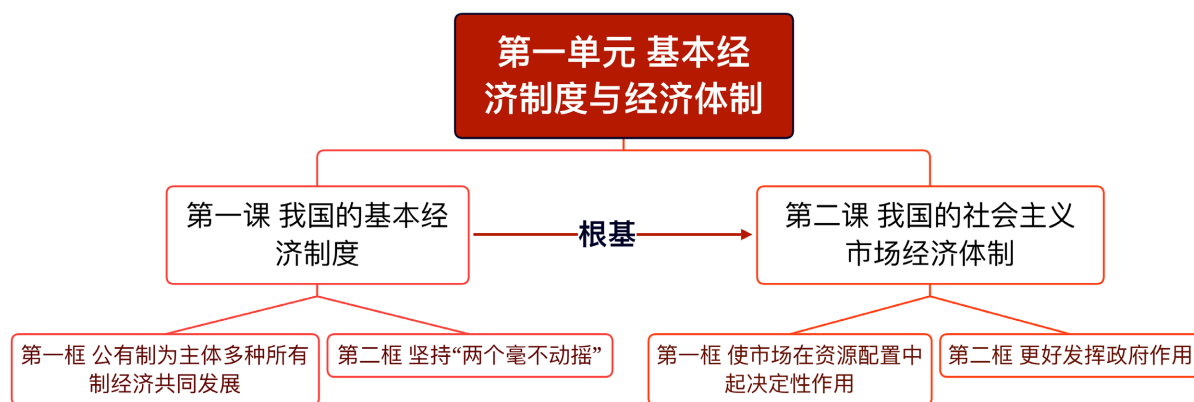 第一单元 基本经
济制度与经济体制
第一课 我国的基本经
济制度
根基
第二课 我国的社会主义
市场经济体制
第一框 公有制为主体多种所有
制经济共同发展
第二框 坚持“两个毫不动摇”
第一框 使市场在资源配置中
起决定性作用
第二框 更好发挥政府作用